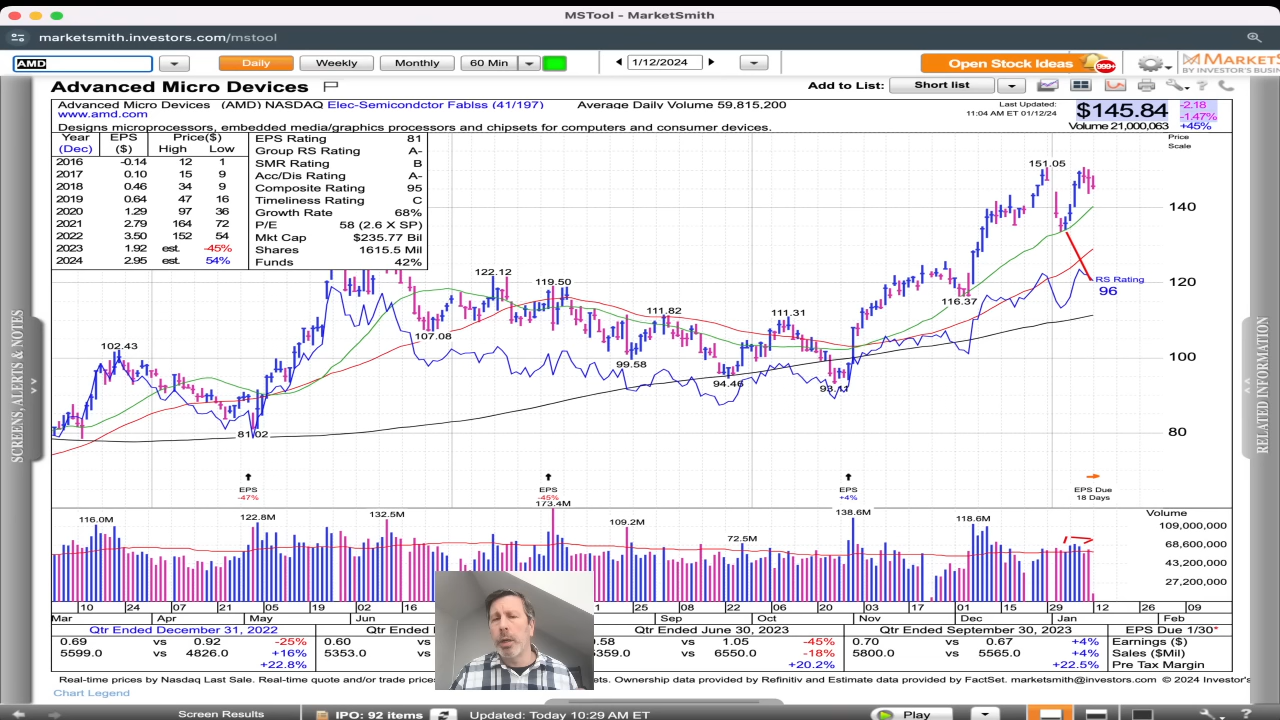 MSTool — MarketSmith
marketsmith.investors.com/mstool
AMD Daily Weekly Monthly 60 Min 1/12/2024 Open Stock Ideas 999+
BY INVESTOR'S BUSIN
Advanced Micro Devices Add to List: Short list
Advanced Micro Devices (AMD) NASDAQ Elec-Semicondctor Fablss (41/197) Average Daily Volume 59,815,200
www.amd.com
Designs microprocessors, embedded media/graphics processors and chipsets for computers and consumer devices.
Last Updated:
11:04 AM ET 01/12/24
$145.84 -2.18
-1.47%
Volume 21,000,063 +45%
Year EPS Price($)
(Dec) ($) High Low
2016 -0.14 12 1
2017 0.10 15 9
2018 0.46 34 9
2019 0.64 47 16
2020 1.29 97 36
2021 2.79 164 72
2022 3.50 152 54
2023 1.92 est. -45%
2024 2.95 est. 54%
EPS Rating 81
Group RS Rating A-
SMR Rating B
Acc/Dis Rating A-
Composite Rating 95
Timeliness Rating C
Growth Rate 68%
P/E 58 (2.6 X SP)
Mkt Cap $235.77 Bil
Shares 1615.5 Mil
Funds 42%
Price
Scale
151.05
140
122.12
119.50
116.37
120
RS Rating
96
111.82
111.31
107.08
102.43
99.58
94.46
93.11
100
81.02
80
EPS
-47%
EPS
-45%
EPS
+4%
EPS Due
18 Days
Volume
116.0M 122.8M 132.5M 173.4M 109.2M 72.5M 138.6M 118.6M
109,000,000
68,600,000
43,200,000
27,200,000
10 24 07 21 05 19 02 16 11 25 08 22 06 20 03 17 01 15 29 12 26 09
Mar Apr May Jun Sep Oct Nov Dec Jan Feb
Qtr Ended December 31, 2022 Qtr Ended June 30, 2023 Qtr Ended September 30, 2023 EPS Due 1/30*
0.69 vs 0.92 -25% 0.60 vs .58 vs 1.05 -45% 0.70 vs 0.67 +4% Earnings ($)
5599.0 vs 4826.0 +16% 5353.0 vs 359.0 vs 6550.0 -18% 5800.0 vs 5565.0 +4% Sales ($Mil)
+22.8% +20.2% +22.5% Pre Tax Margin
Real-time prices by Nasdaq Last Sale. Real-time quote and/or trade prices ts. Ownership data provided by Refinitiv and Estimate data provided by FactSet. marketsmith@investors.com © 2024 Investor's
Chart Legend
SCREENS, ALERTS & NOTES
RELATED INFORMATION
Screen Results IPO: 92 items Updated: Today 10:29 AM ET Play